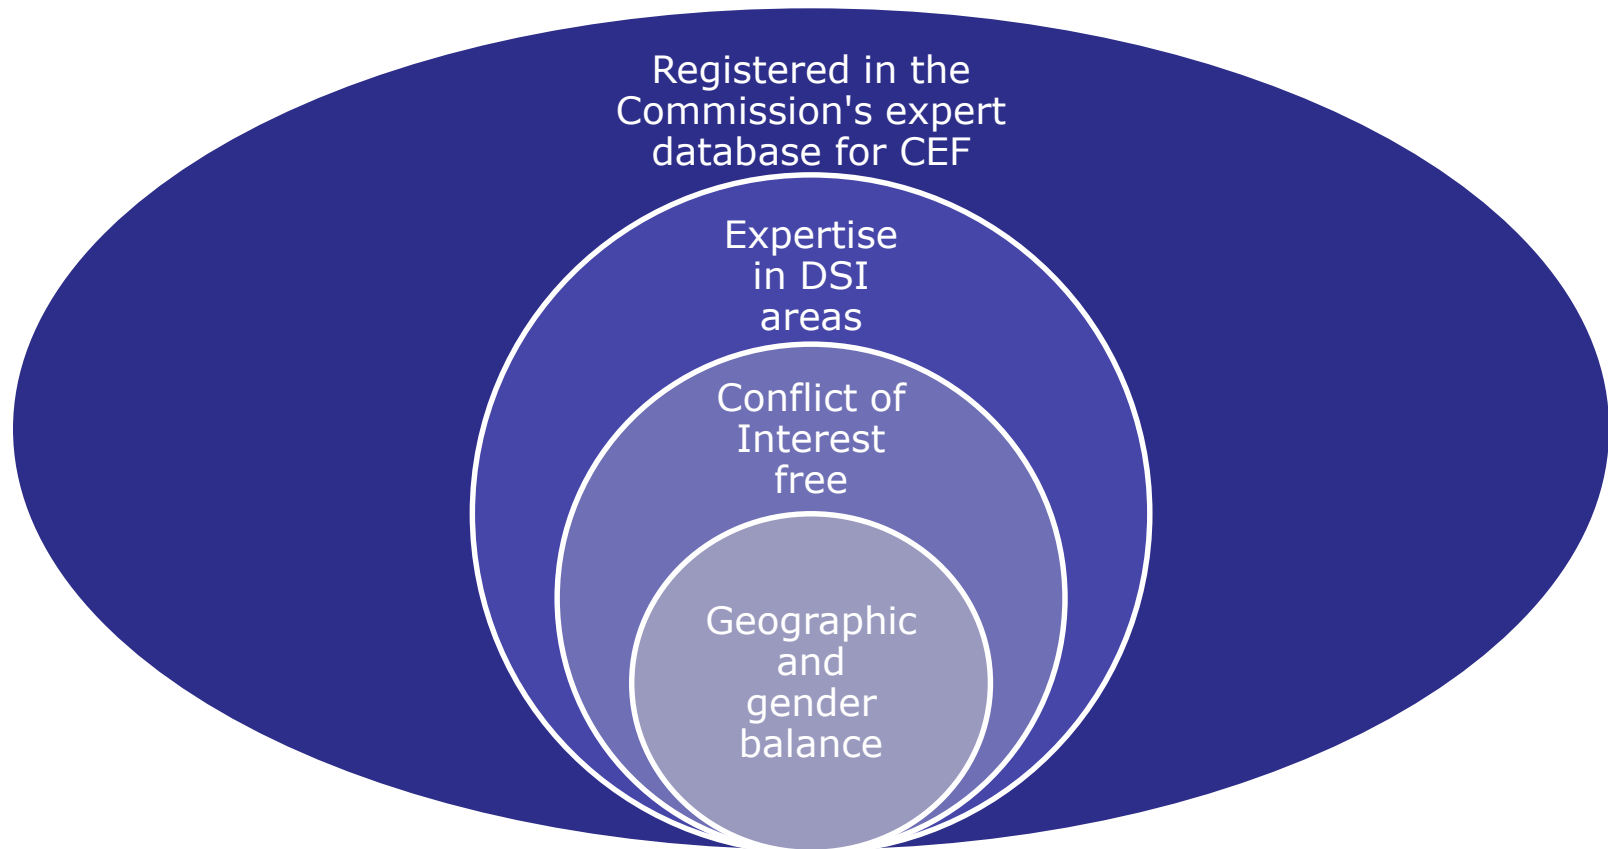 Registered in the
Commission's expert
database for CEF
Expertise
in DSI
areas
Conflict of
Interest
free
Geographic
and
gender
balance